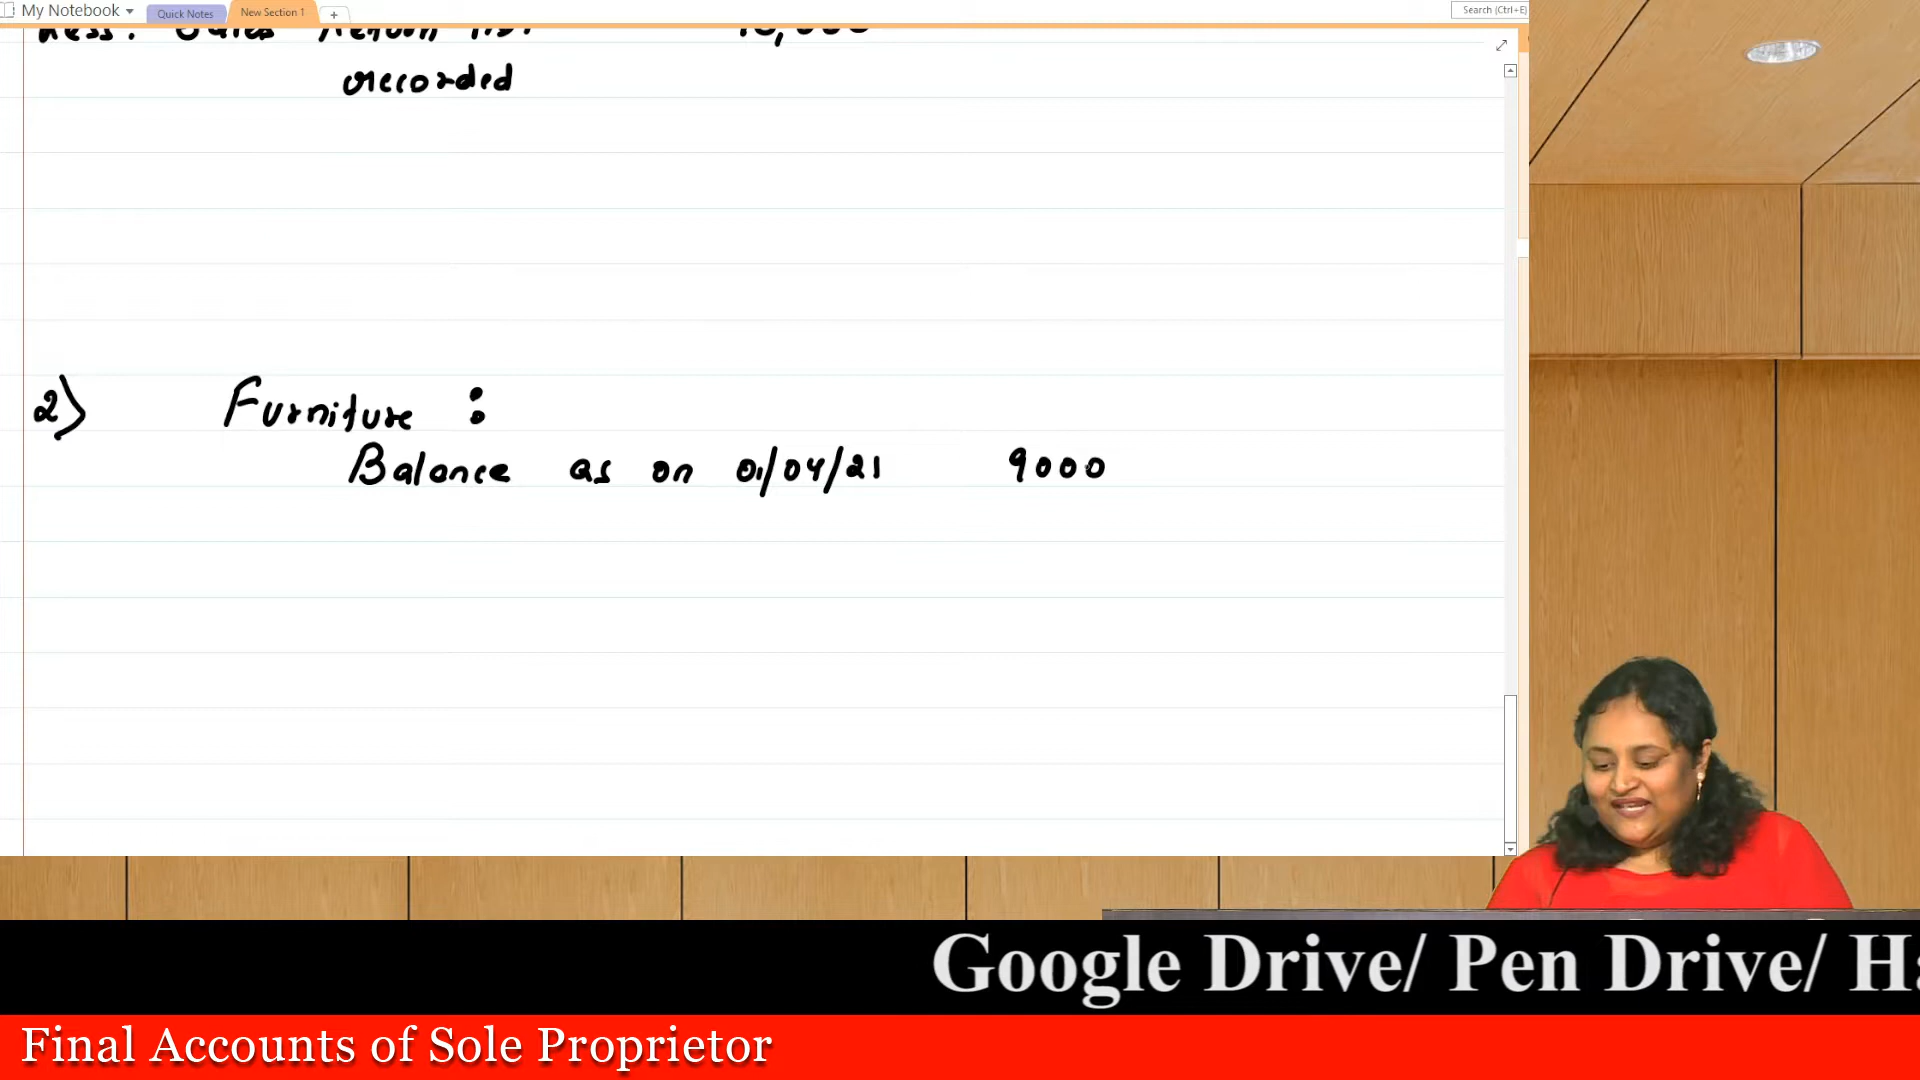 My Notebook
Quick Notes
New Section 1
Search (Ctrl+E)
recorded
2) Furniture :
Balance as on 01/04/21 9000
Google Drive/ Pen Drive/
Final Accounts of Sole Proprietor